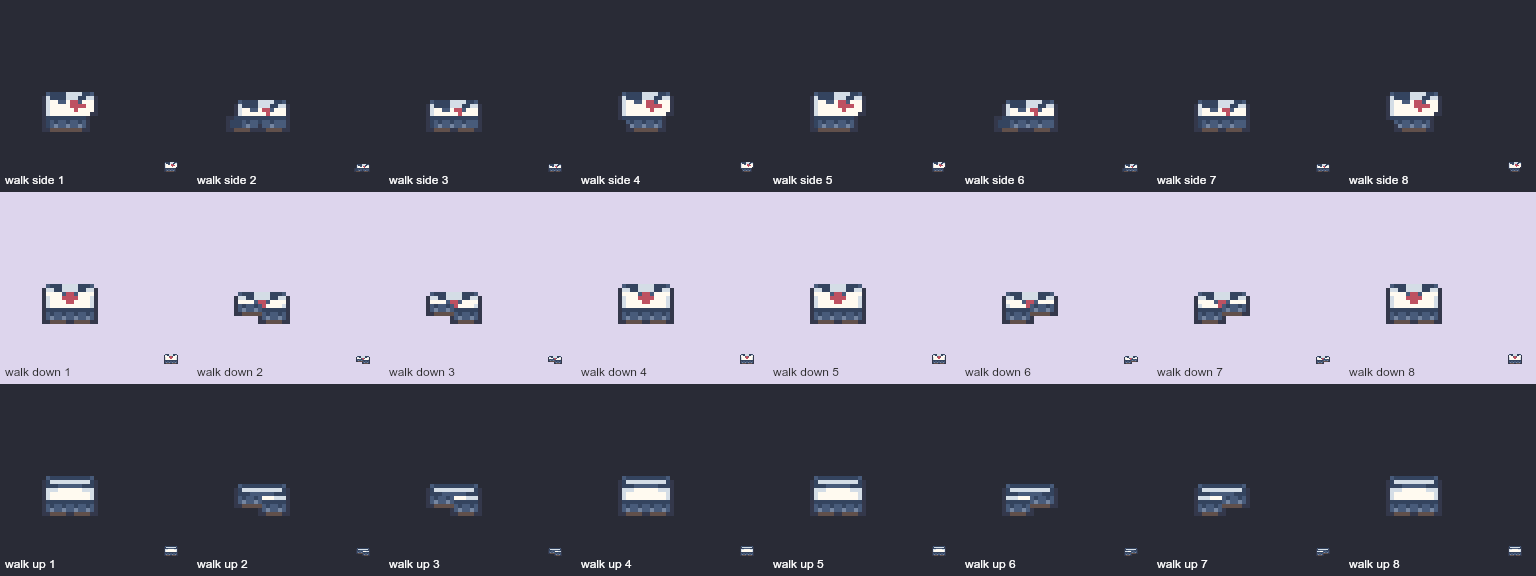 walk side 1
walk side 2
walk side 3
walk side 4
walk side 5
walk side 6
walk side 7
walk side 8
walk down 1
walk down 2
walk down 3
walk down 4
walk down 5
walk down 6
walk down 7
walk down 8
walk up 1
walk up 2
walk up 3
walk up 4
walk up 5
walk up 6
walk up 7
walk up 8